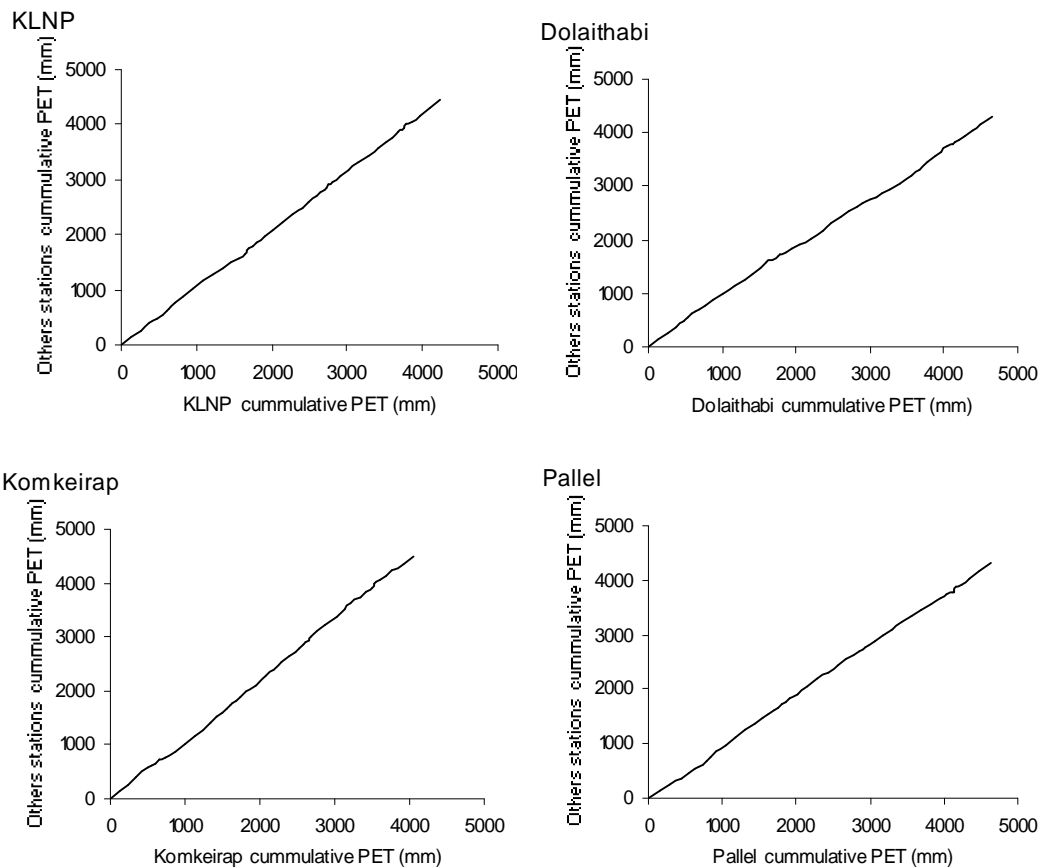 KLNP
Others stations cummulative PET (mm)
5000
4000
3000
2000
1000
0
0 1000 2000 3000 4000 5000
KLNP cummulative PET (mm)
Dolaithabi
Others stations cummulative PET (mm)
5000
4000
3000
2000
1000
0
0 1000 2000 3000 4000 5000
Dolaithabi cummulative PET (mm)
Komkeirap
Others stations cummulative PET (mm)
5000
4000
3000
2000
1000
0
0 1000 2000 3000 4000 5000
Komkeirap cummulative PET (mm)
Pallel
Others stations cummulative PET (mm)
5000
4000
3000
2000
1000
0
0 1000 2000 3000 4000 5000
Pallel cummulative PET (mm)